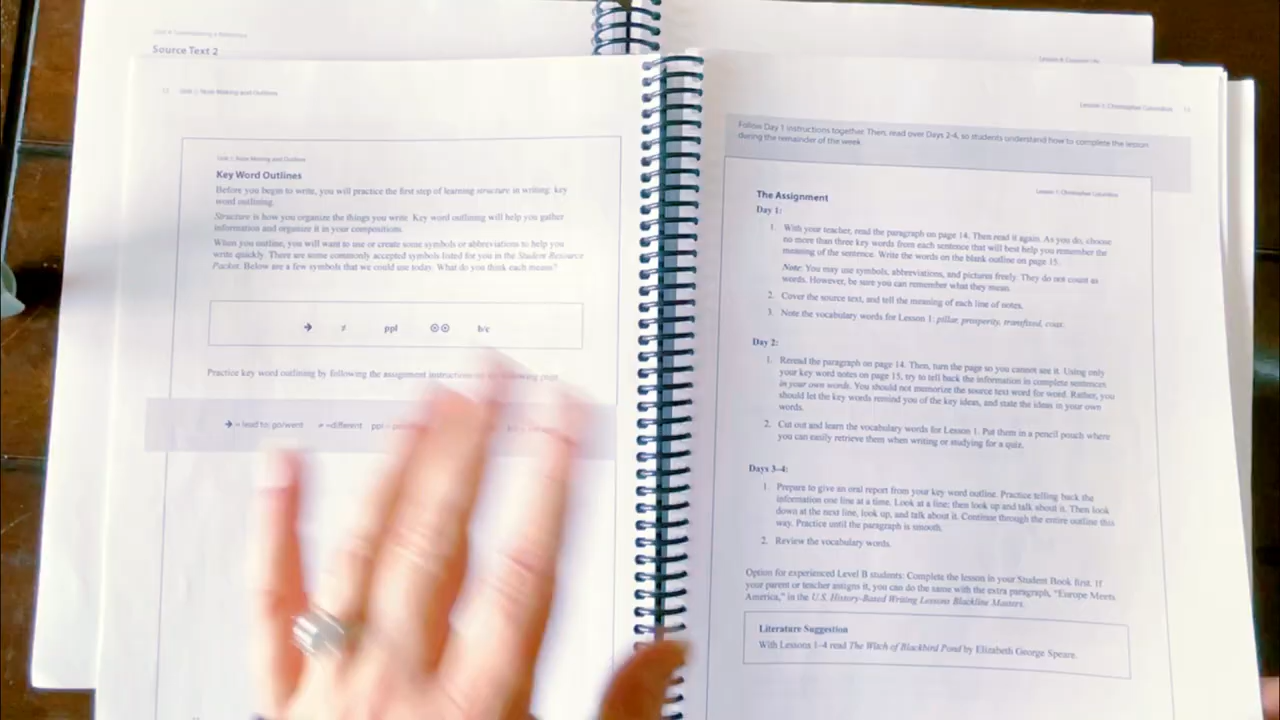 Unit 4: Summarizing a Reference
Source Text 2
12 Unit 1: Note Making and Outlines
Unit 1: Note Making and Outlines
Key Word Outlines
Before you begin to write, you will practice the first step of learning structure in writing: key
word outlining.
Structure is how you organize the things you write. Key word outlining will help you gather
information and organize it in your compositions.
When you outline, you will want to use or create some symbols or abbreviations to help you
write quickly. There are some commonly accepted symbols listed for you in the Student Resource
Packet. Below are a few symbols that we could use today. What do you think each means?
➔ ≠ ppl ☹☹ b/c
Practice key word outlining by following the assignment instructions on the following page.
➔ = lead to; go/went ≠ =different ppl =
Lesson 1: Christopher Columbus 13
Follow Day 1 instructions together. Then, read over Days 2-4, so students understand how to complete the lesson
during the remainder of the week.
Lesson 1: Christopher Columbus
The Assignment
Day 1:
1. With your teacher, read the paragraph on page 14. Then read it again. As you do, choose
no more than three key words from each sentence that will best help you remember the
meaning of the sentence. Write the words on the blank outline on page 15.
Note: You may use symbols, abbreviations, and pictures freely. They do not count as
words. However, be sure you can remember what they mean.
2. Cover the source text, and tell the meaning of each line of notes.
3. Note the vocabulary words for Lesson 1: pillar, prosperity, transfixed, coax.
Day 2:
1. Reread the paragraph on page 14. Then, turn the page so you cannot see it. Using only
your key word notes on page 15, try to tell back the information in complete sentences
in your own words. You should not memorize the source text word for word. Rather, you
should let the key words remind you of the key ideas, and state the ideas in your own
words.
2. Cut out and learn the vocabulary words for Lesson 1. Put them in a pencil pouch where
you can easily retrieve them when writing or studying for a quiz.
Days 3–4:
1. Prepare to give an oral report from your key word outline. Practice telling back the
information one line at a time. Look at a line; then look up and talk about it. Then look
down at the next line, look up, and talk about it. Continue through the entire outline this
way. Practice until the paragraph is smooth.
2. Review the vocabulary words.
Option for experienced Level B students: Complete the lesson in your Student Book first. If
your parent or teacher assigns it, you can do the same with the extra paragraph, “Europe Meets
America,” in the U.S. History-Based Writing Lessons Blackline Masters.
Literature Suggestion
With Lessons 1–4 read The Witch of Blackbird Pond by Elizabeth George Speare.